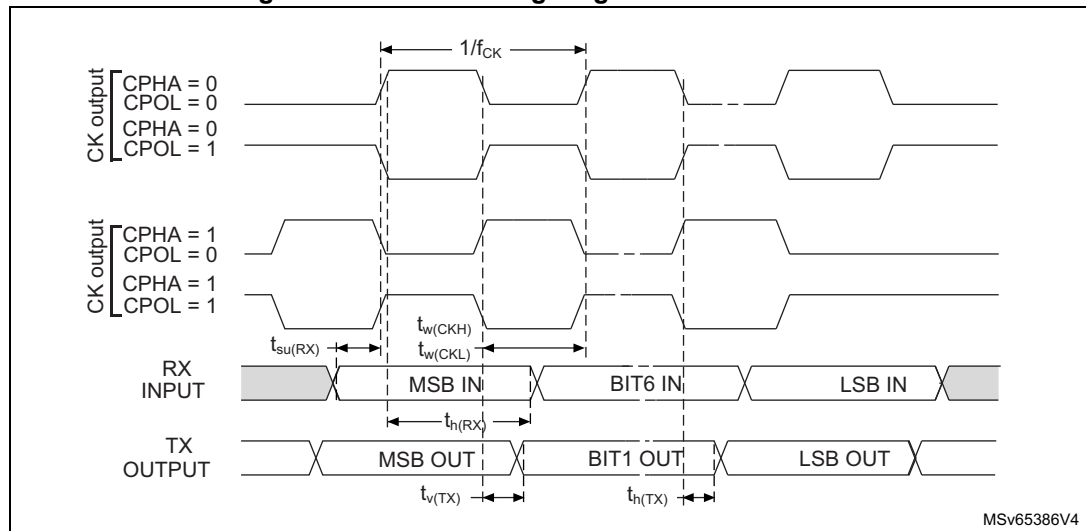 1/fCK
CK output
CPHA = 0
CPOL = 0
CPHA = 0
CPOL = 1
CK output
CPHA = 1
CPOL = 0
CPHA = 1
CPOL = 1
tw(CKH)
tw(CKL)
tsu(RX)
RX
INPUT
MSB IN
BIT6 IN
LSB IN
th(RX)
TX
OUTPUT
MSB OUT
BIT1 OUT
LSB OUT
tv(TX)
th(TX)
MSv65386V4